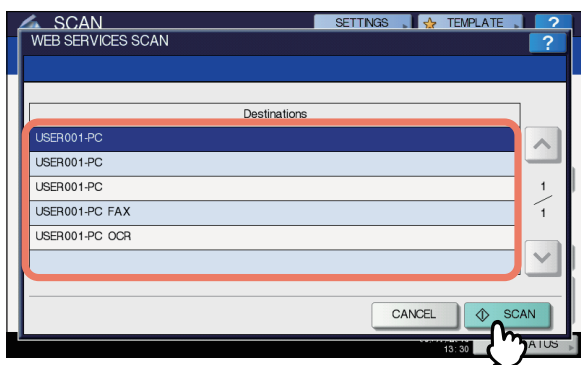 SCAN SETTINGS TEMPLATE ?
WEB SERVICES SCAN ?
Destinations
USER001-PC
USER001-PC
USER001-PC
1
USER001-PC FAX
1
USER001-PC OCR
CANCEL SCAN
13:30